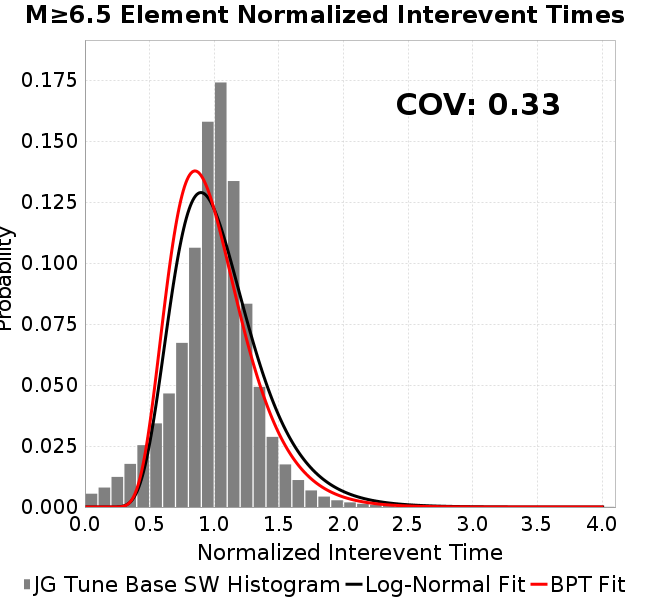 M≥6.5 Element Normalized Interevent Times
COV: 0.33
Probability
0.175
0.150
0.125
0.100
0.075
0.050
0.025
0.000
0.0 0.5 1.0 1.5 2.0 2.5 3.0 3.5 4.0
Normalized Interevent Time
JG Tune Base SW Histogram Log-Normal Fit BPT Fit